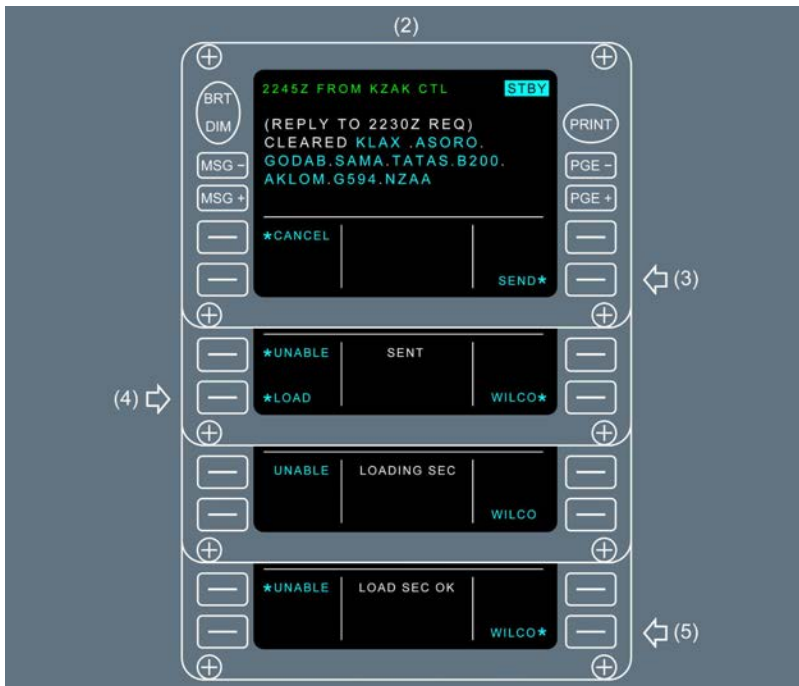 (2)
BRT
DIM
2245Z FROM KZAK CTL STBY
PRINT
(REPLY TO 2230Z REQ)
CLEARED KLAX .ASORO.
GODAB.SAMA.TATAS.B200.
AKLOM.G594.NZAA
MSG -
MSG +
PGE -
PGE +
*CANCEL
SEND*
(3)
*UNABLE SENT
(4)
*LOAD WILCO*
UNABLE LOADING SEC
WILCO
*UNABLE LOAD SEC OK
WILCO*
(5)